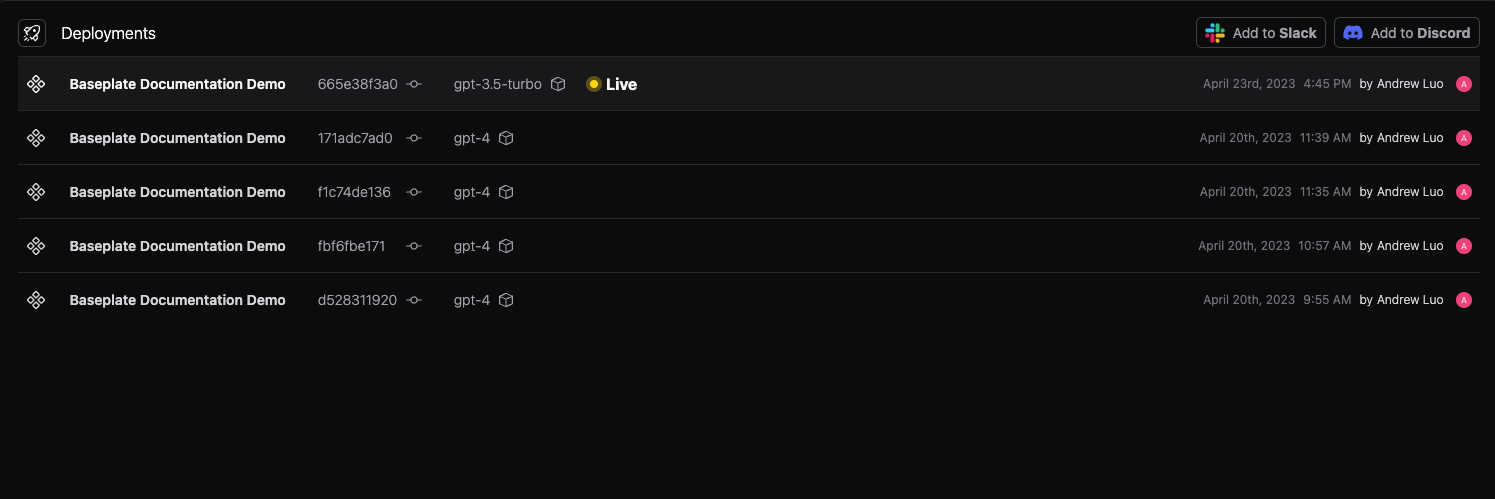 Deployments Add to Slack Add to Discord
Baseplate Documentation Demo 665e38f3a0 gpt-3.5-turbo Live April 23rd, 2023 4:45 PM by Andrew Luo A
Baseplate Documentation Demo 171adc7ad0 gpt-4 April 20th, 2023 11:39 AM by Andrew Luo A
Baseplate Documentation Demo f1c74de136 gpt-4 April 20th, 2023 11:35 AM by Andrew Luo A
Baseplate Documentation Demo fbf6fbe171 gpt-4 April 20th, 2023 10:57 AM by Andrew Luo A
Baseplate Documentation Demo d528311920 gpt-4 April 20th, 2023 9:55 AM by Andrew Luo A